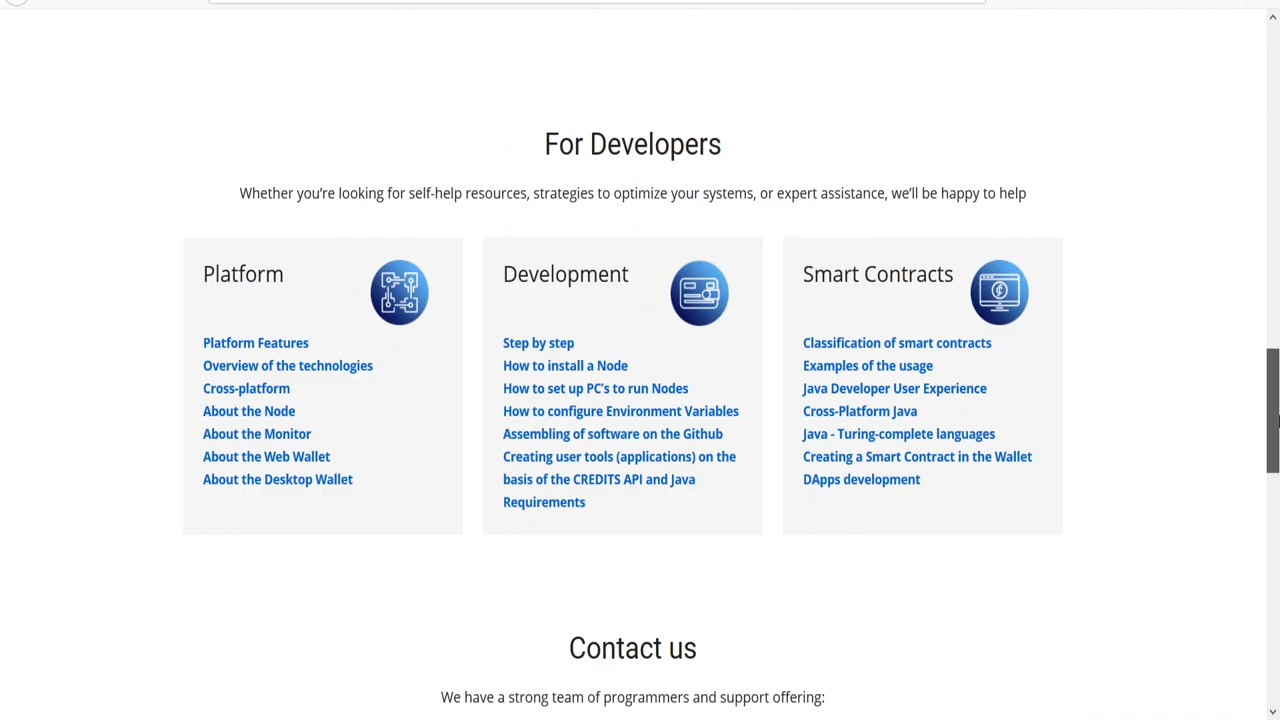 For Developers
Whether you’re looking for self-help resources, strategies to optimize your systems, or expert assistance, we’ll be happy to help
Platform
Platform Features
Overview of the technologies
Cross-platform
About the Node
About the Monitor
About the Web Wallet
About the Desktop Wallet
Development
Step by step
How to install a Node
How to set up PC’s to run Nodes
How to configure Environment Variables
Assembling of software on the Github
Creating user tools (applications) on the
basis of the CREDITS API and Java
Requirements
Smart Contracts
Classification of smart contracts
Examples of the usage
Java Developer User Experience
Cross-Platform Java
Java - Turing-complete languages
Creating a Smart Contract in the Wallet
DApps development
Contact us
We have a strong team of programmers and support offering: